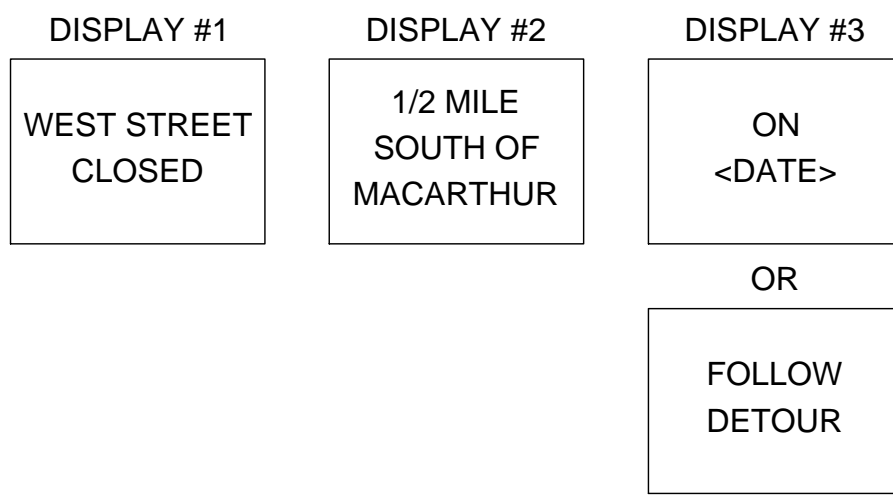 DISPLAY #1
WEST STREET
CLOSED
DISPLAY #2
1/2 MILE
SOUTH OF
MACARTHUR
DISPLAY #3
ON
<DATE>
OR
FOLLOW
DETOUR